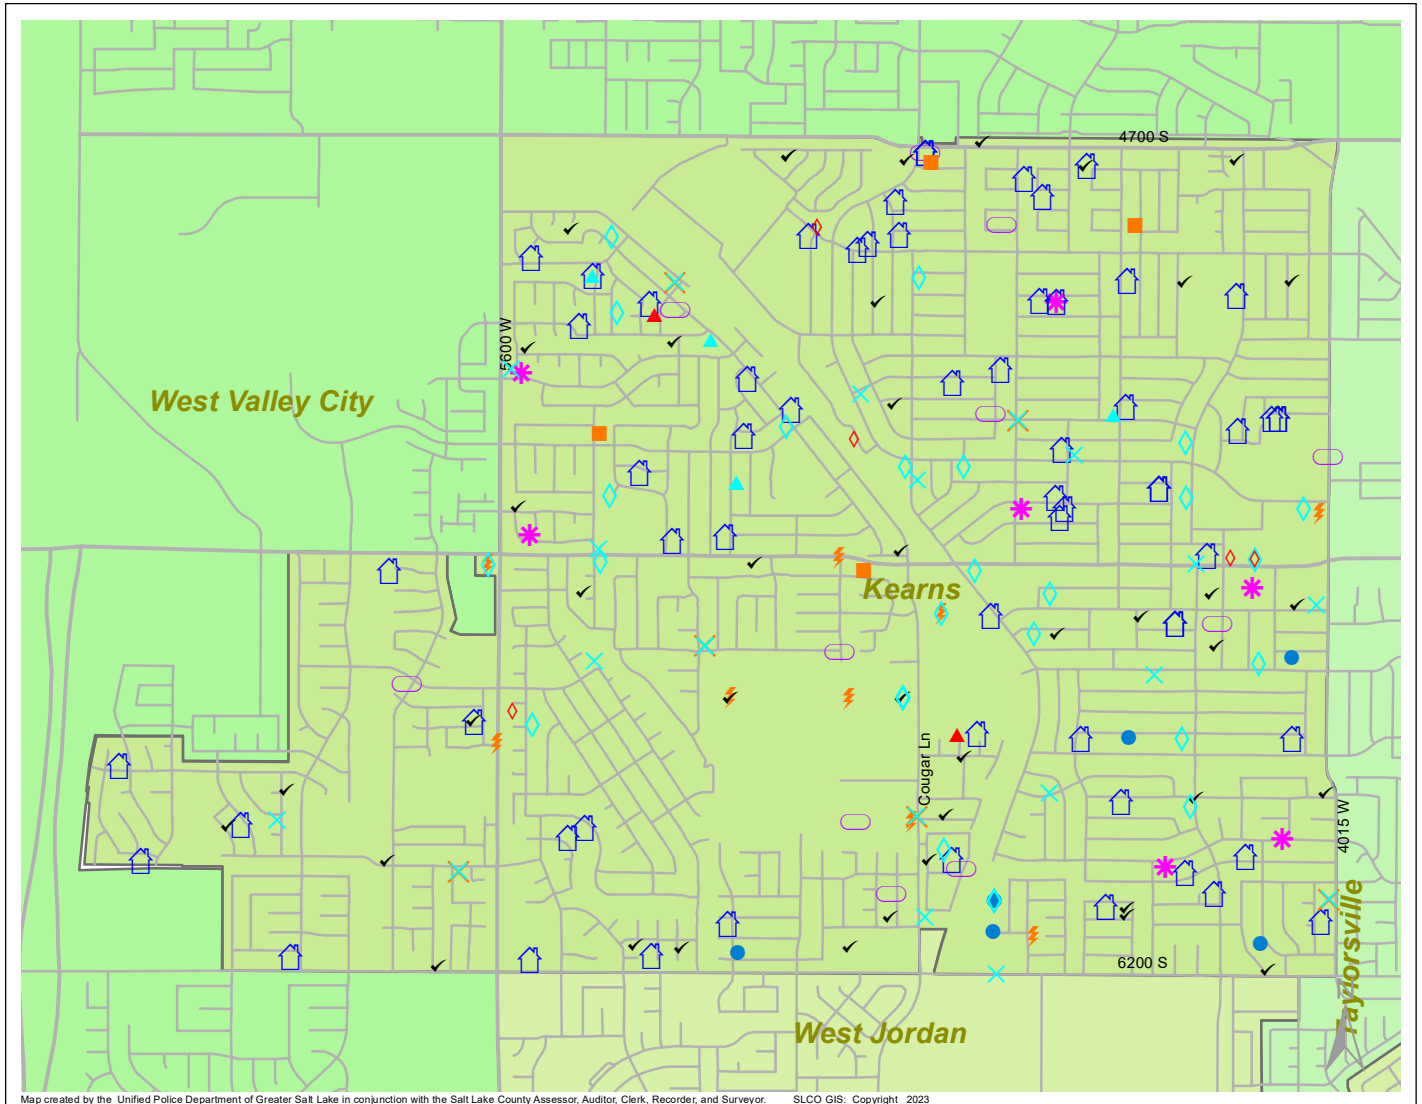 4700 S
5600 W
West Valley City
Kearns
Cougar Ln
4015 W
Taylorsville
6200 S
West Jordan
Map created by the Unified Police Department of Greater Salt Lake in conjunction with the Salt Lake County Assessor, Auditor, Clerk, Recorder, and Surveyor. SLCO GIS: Copyright 2023